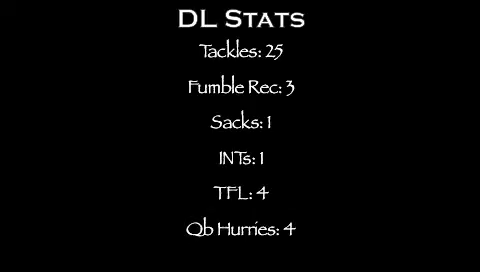 DL STATS
Tackles: 25
Fumble Rec: 3
Sacks: 1
INTs: 1
TFL: 4
Qb Hurries: 4